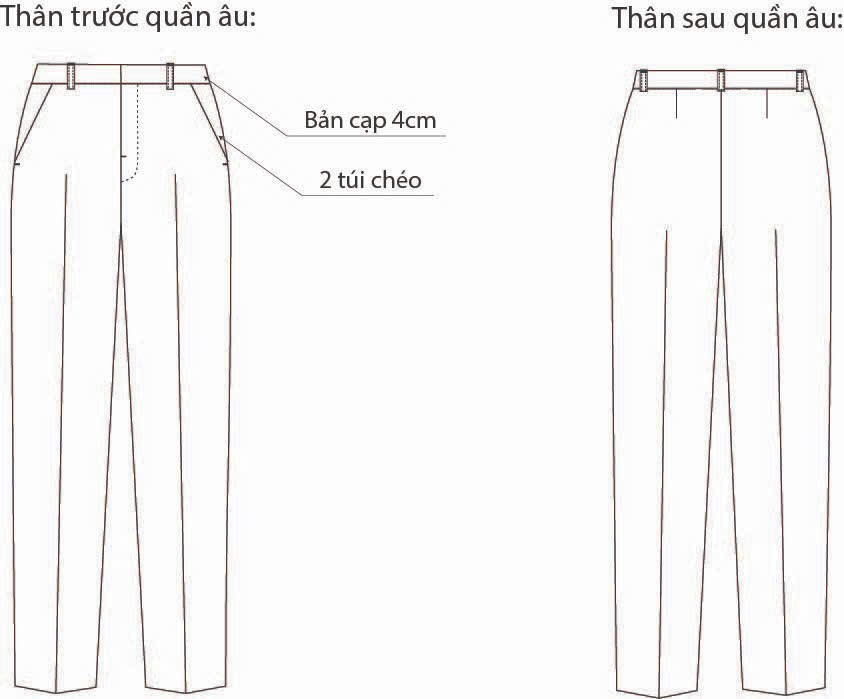 Thân trước quần âu:
Thân sau quần âu:
Bản cạp 4cm
2 túi chéo